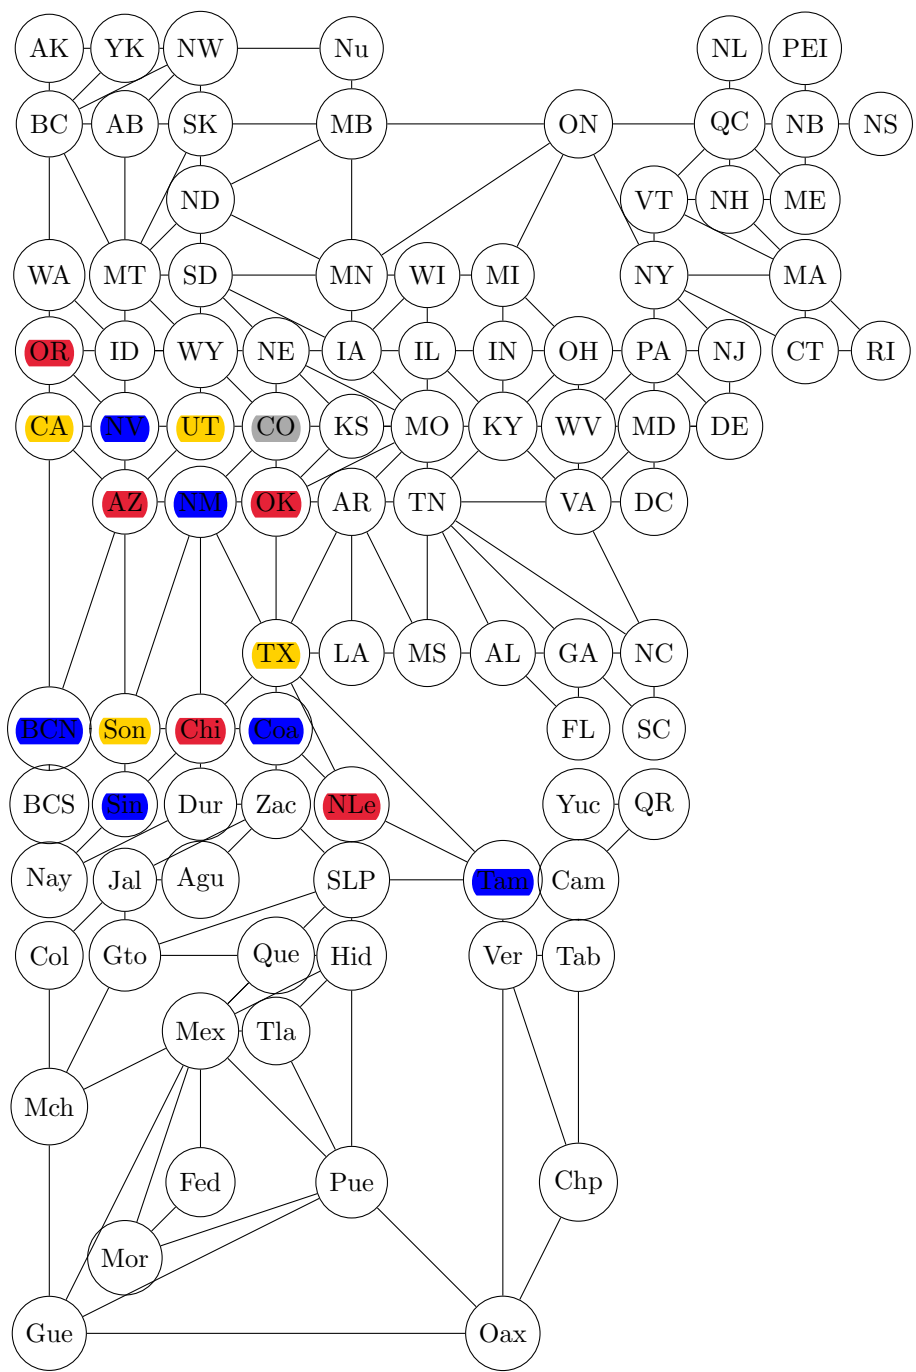 AK YK NW Nu NL PEI
BC AB SK MB ON QC NB NS
ND VT NH ME
WA MT SD MN WI MI NY MA
OR ID WY NE IA IL IN OH PA NJ CT RI
CA NV UT CO KS MO KY WV MD DE
AZ NM OK AR TN VA DC
TX LA MS AL GA NC
BCN Son Chi Coa FL SC
BCS Sin Dur Zac NLe Yuc QR
Nay Jal Agu SLP Tam Cam
Col Gto Que Hid Ver Tab
Mex Tla
Mch
Fed Pue Chp
Mor
Gue Oax